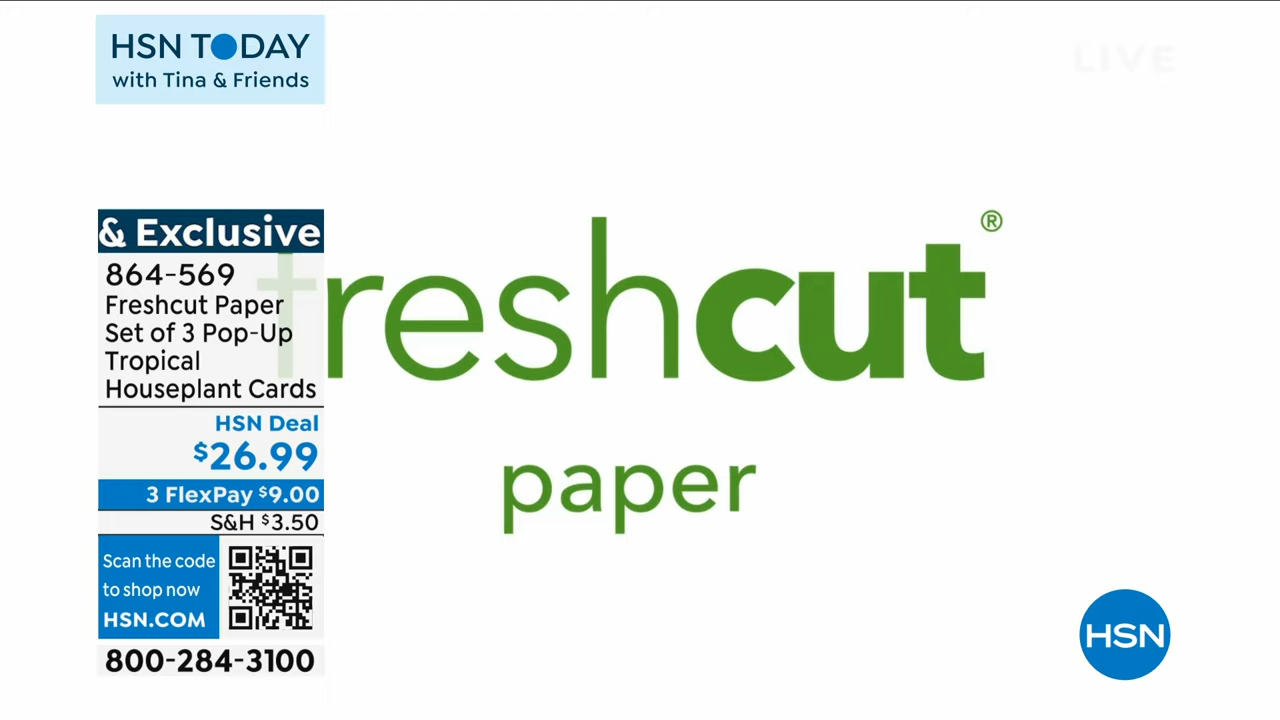 HSN TODAY
with Tina & Friends
LIVE
& Exclusive
864-569
Freshcut Paper
Set of 3 Pop-Up
Tropical
Houseplant Cards
HSN Deal
$26.99
3 FlexPay $9.00
S&H $3.50
Scan the code
to shop now
HSN.COM
800-284-3100
freshcut®
paper
HSN